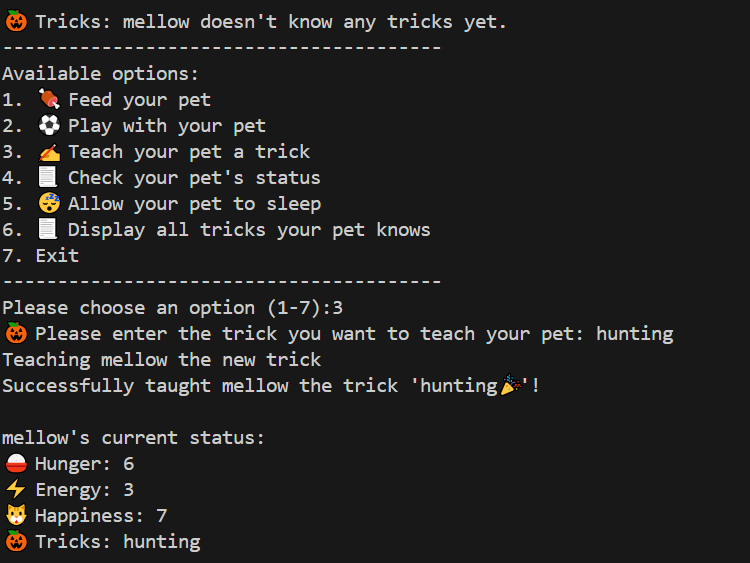 🎃 Tricks: mellow doesn't know any tricks yet.
----------------------------------------
Available options:
1. 🍖 Feed your pet
2. ⚽ Play with your pet
3. ✍️ Teach your pet a trick
4. 📃 Check your pet's status
5. 😴 Allow your pet to sleep
6. 📃 Display all tricks your pet knows
7. Exit
----------------------------------------
Please choose an option (1-7):3
🎃 Please enter the trick you want to teach your pet: hunting
Teaching mellow the new trick
Successfully taught mellow the trick 'hunting🎉'!

mellow's current status:
🍚 Hunger: 6
⚡ Energy: 3
🐱 Happiness: 7
🎃 Tricks: hunting